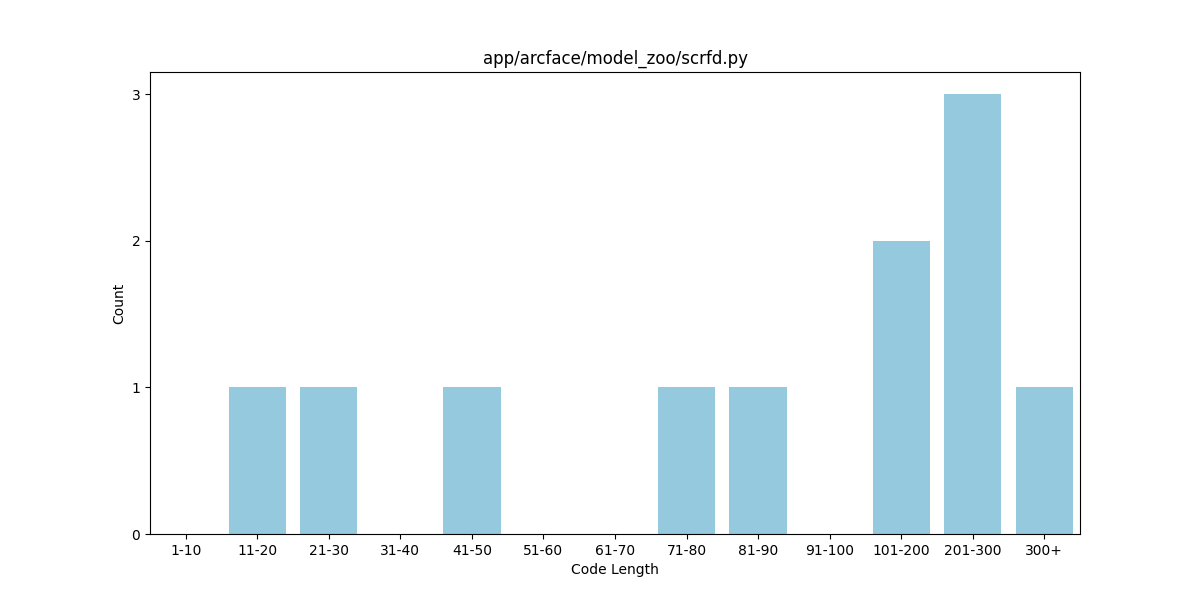 app/arcface/model_zoo/scrfd.py
3
2
1
0
Count
1-10 11-20 21-30 31-40 41-50 51-60 61-70 71-80 81-90 91-100 101-200 201-300 300+
Code Length